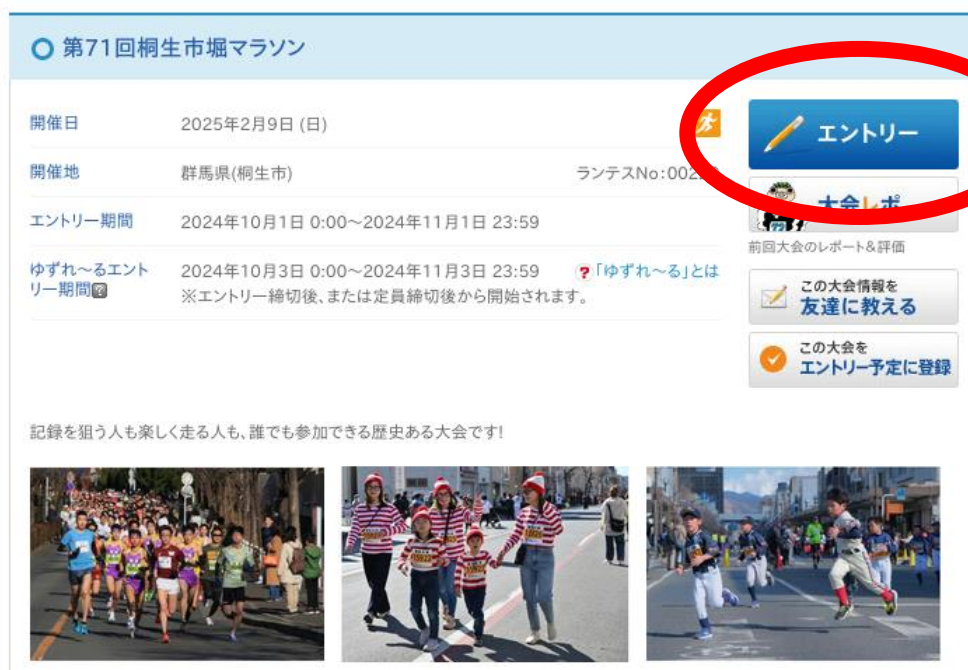 第71回桐生市堀マラソン
開催日 2025年2月9日 (日)
エントリー
開催地 群馬県(桐生市) ランテスNo:002
大会レポ
エントリー期間 2024年10月1日 0:00～2024年11月1日 23:59
前回大会のレポート&評価
ゆずれ～るエント
リー期間? 2024年10月3日 0:00～2024年11月3日 23:59 ?「ゆずれ～る」とは
※エントリー締切後、または定員締切後から開始されます。
この大会情報を
友達に教える
この大会を
エントリー予定に登録
記録を狙う人も楽しく走る人も、誰でも参加できる歴史ある大会です!